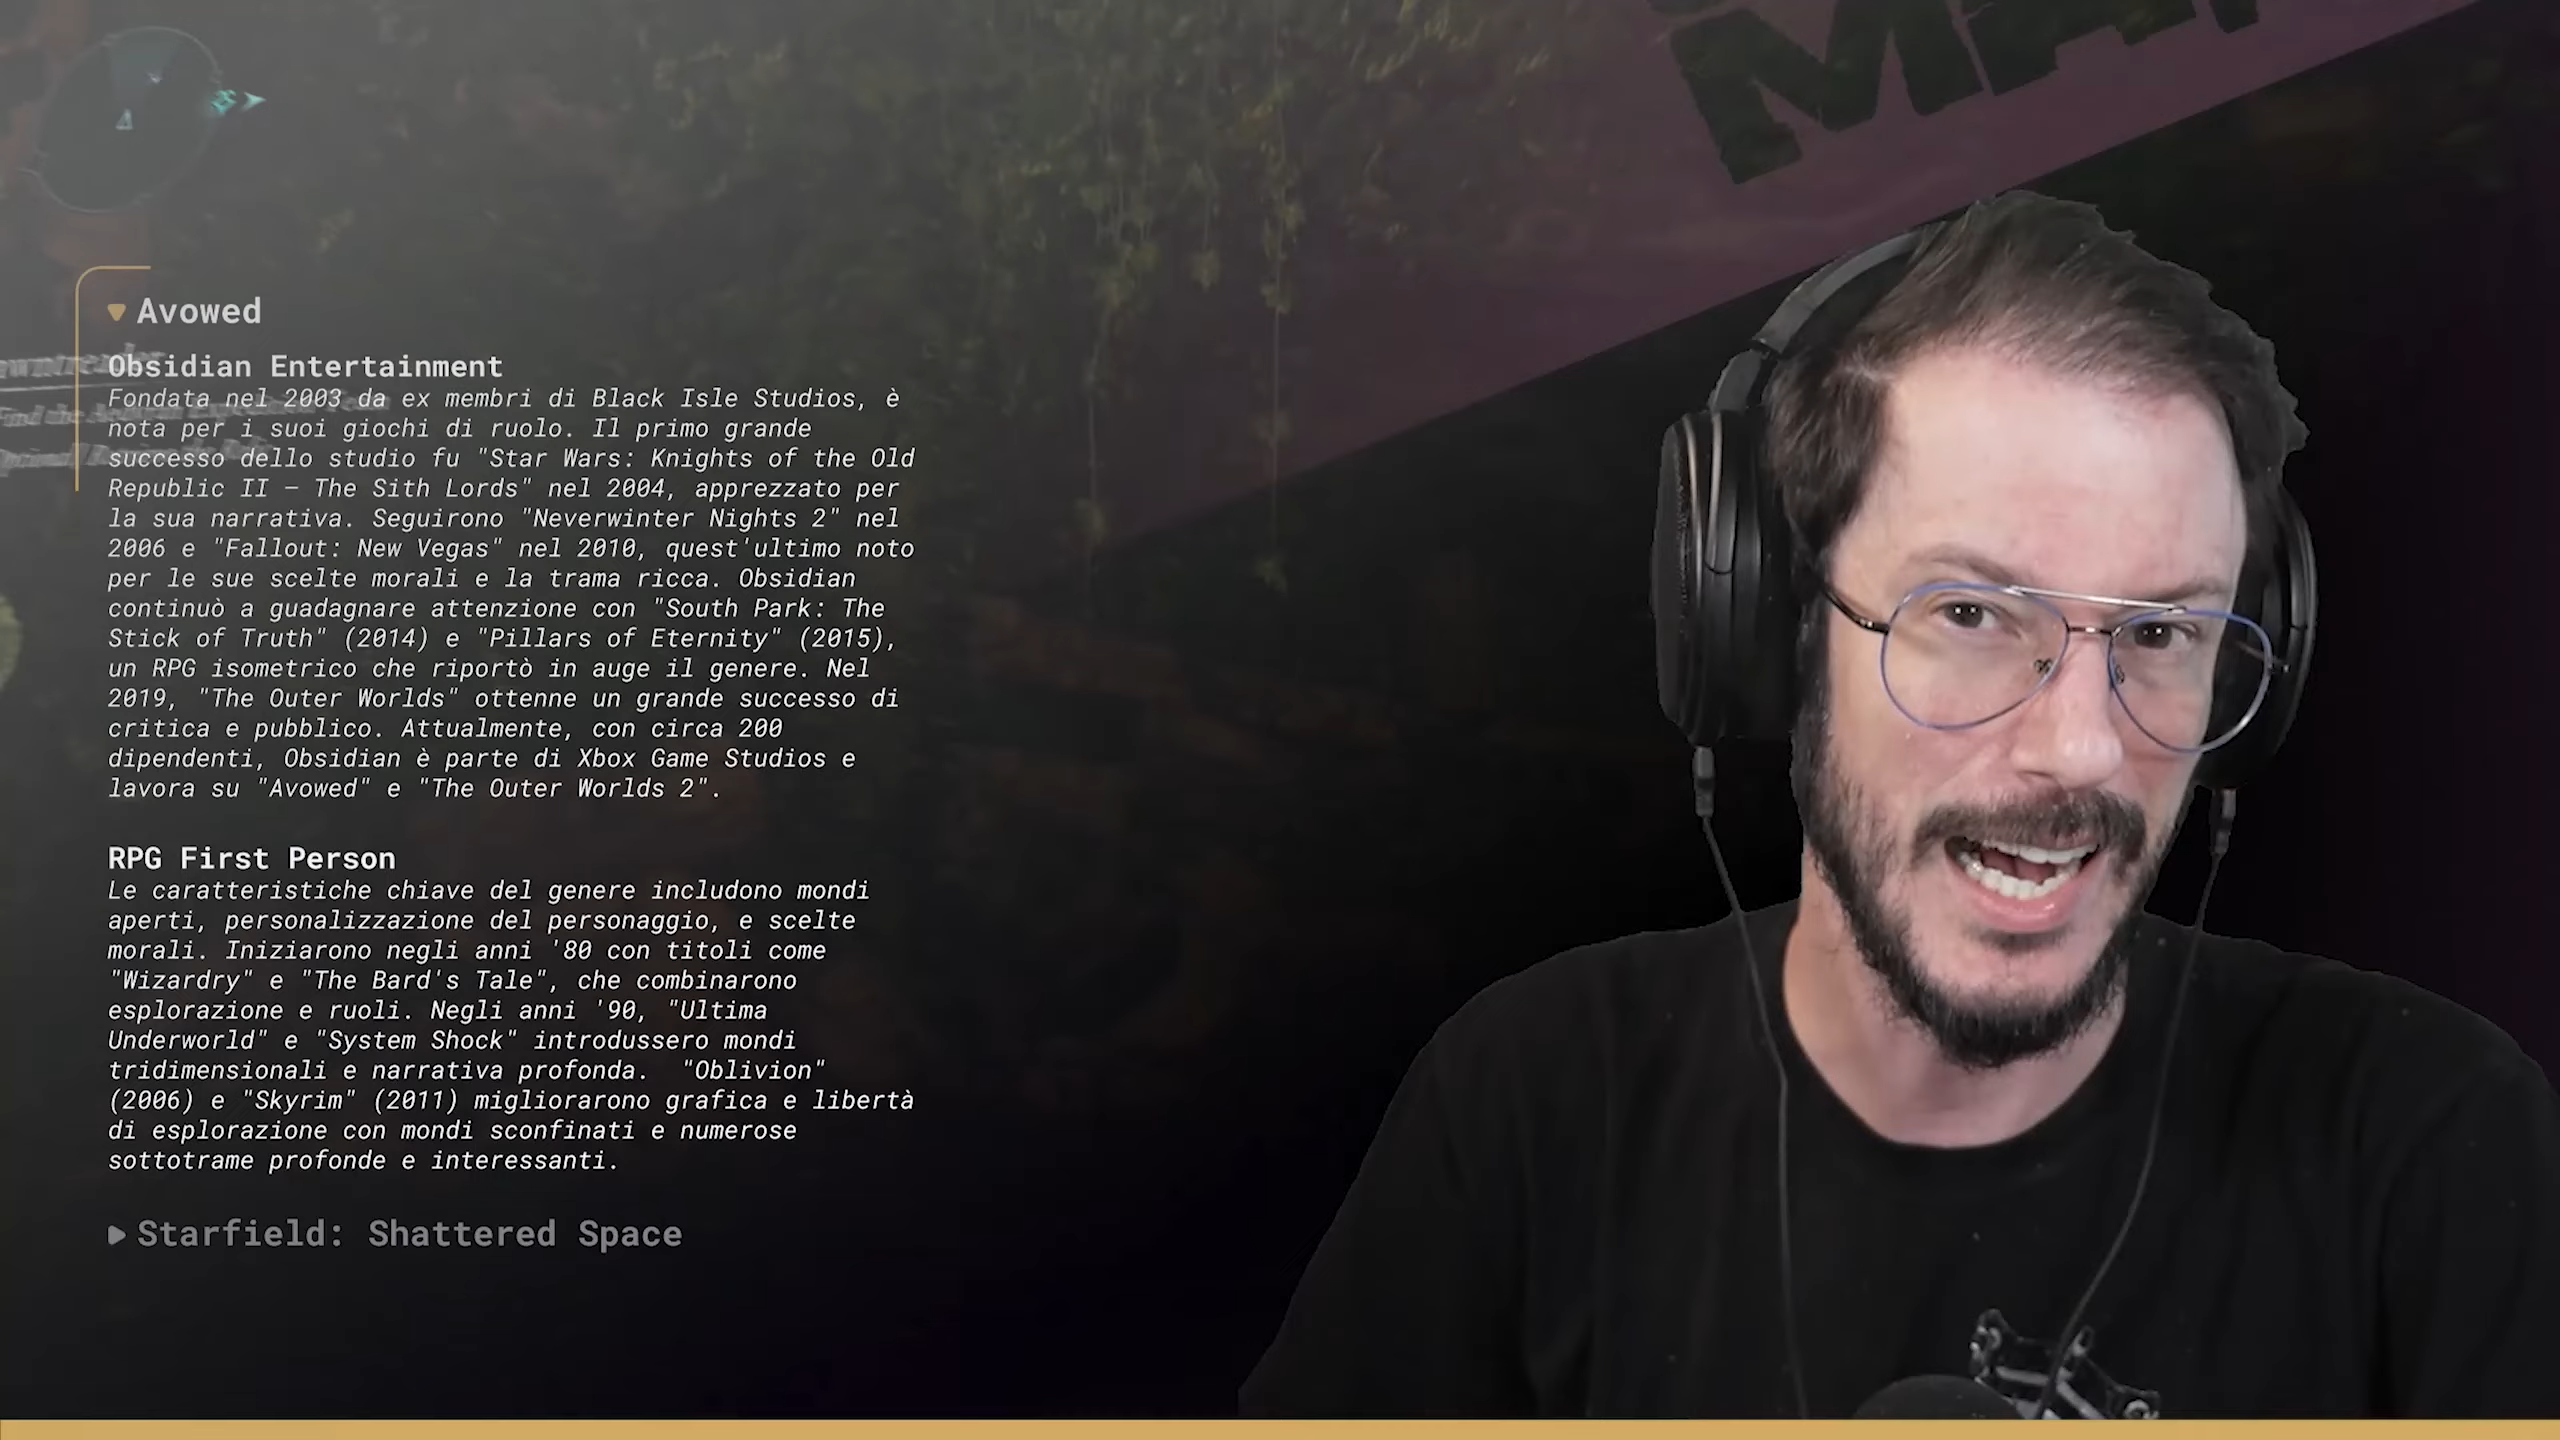 MA
Avowed
Obsidian Entertainment
Fondata nel 2003 da ex membri di Black Isle Studios, è
nota per i suoi giochi di ruolo. Il primo grande
successo dello studio fu "Star Wars: Knights of the Old
Republic II – The Sith Lords" nel 2004, apprezzato per
la sua narrativa. Seguirono "Neverwinter Nights 2" nel
2006 e "Fallout: New Vegas" nel 2010, quest'ultimo noto
per le sue scelte morali e la trama ricca. Obsidian
continuò a guadagnare attenzione con "South Park: The
Stick of Truth" (2014) e "Pillars of Eternity" (2015),
un RPG isometrico che riportò in auge il genere. Nel
2019, "The Outer Worlds" ottenne un grande successo di
critica e pubblico. Attualmente, con circa 200
dipendenti, Obsidian è parte di Xbox Game Studios e
lavora su "Avowed" e "The Outer Worlds 2".
RPG First Person
Le caratteristiche chiave del genere includono mondi
aperti, personalizzazione del personaggio, e scelte
morali. Iniziarono negli anni '80 con titoli come
"Wizardry" e "The Bard's Tale", che combinarono
esplorazione e ruoli. Negli anni '90, "Ultima
Underworld" e "System Shock" introdussero mondi
tridimensionali e narrativa profonda.  "Oblivion"
(2006) e "Skyrim" (2011) migliorarono grafica e libertà
di esplorazione con mondi sconfinati e numerose
sottotrame profonde e interessanti.
Starfield: Shattered Space